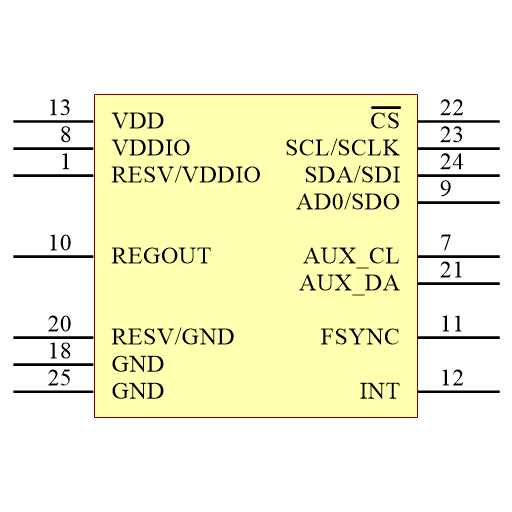 13 VDD CS 22
8 VDDIO SCL/SCLK 23
1 RESV/VDDIO SDA/SDI 24
AD0/SDO 9
10 REGOUT AUX_CL 7
AUX_DA 21
20 RESV/GND FSYNC 11
18 GND
25 GND INT 12